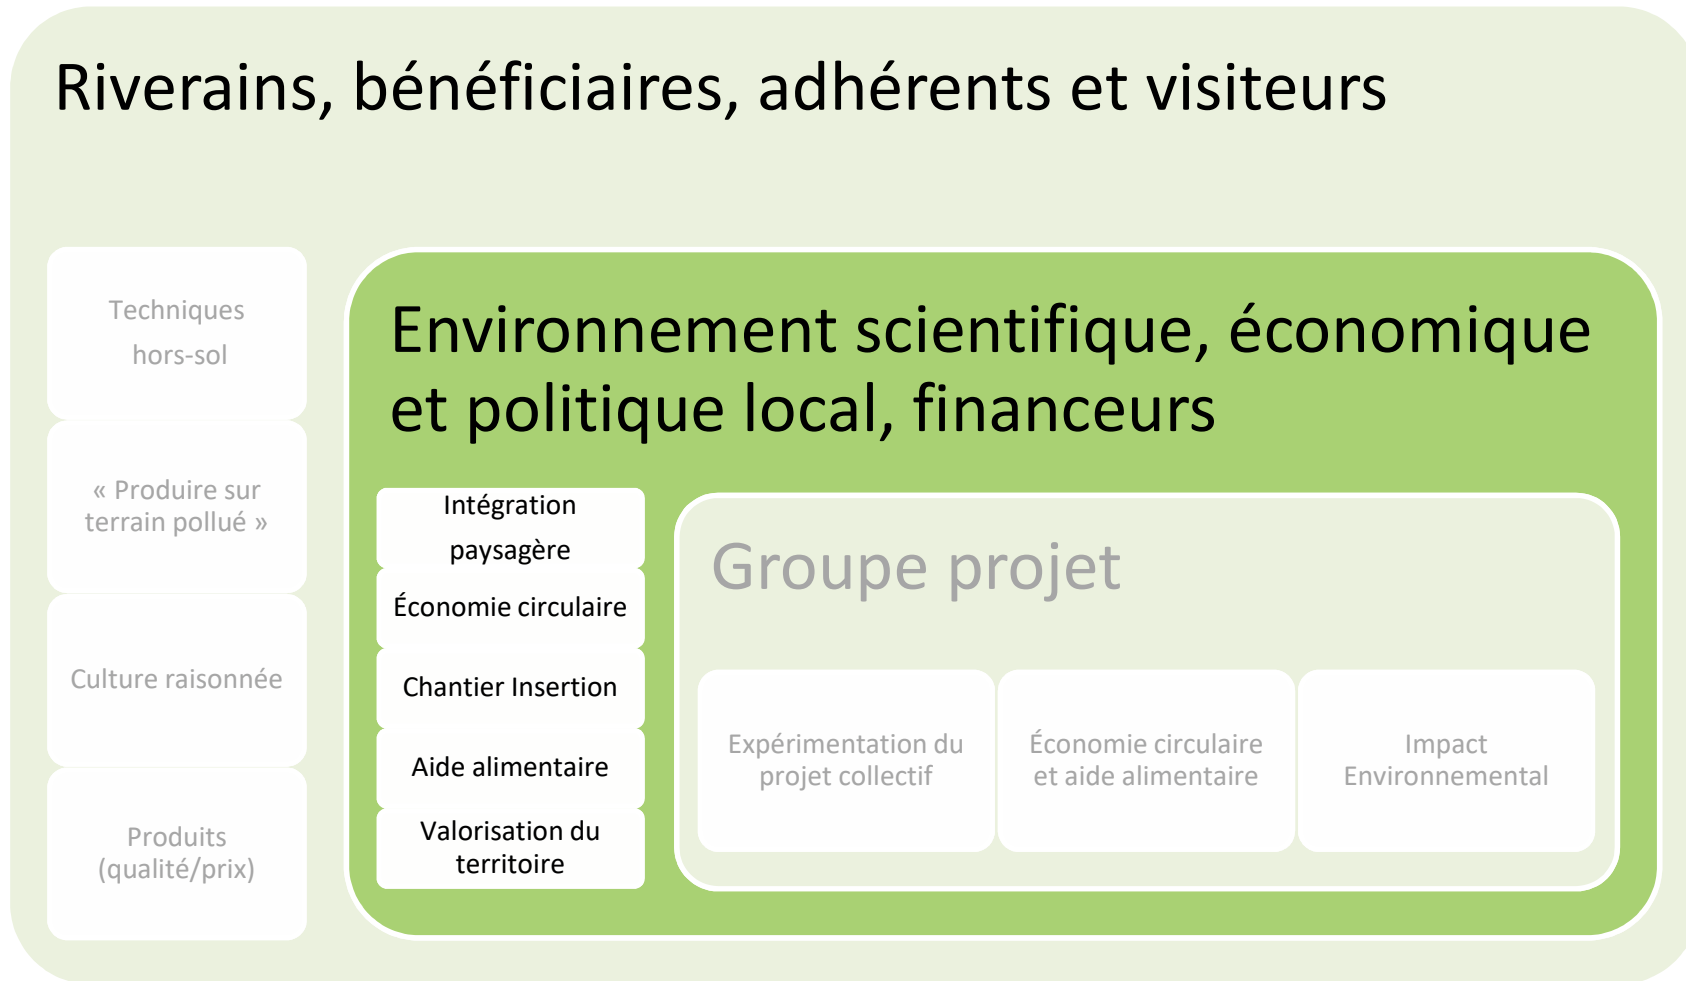 Riverains, bénéficiaires, adhérents et visiteurs
Techniques
hors-sol
« Produire sur
terrain pollué »
Culture raisonnée
Produits
(qualité/prix)
Environnement scientifique, économique
et politique local, financeurs
Intégration
paysagère
Économie circulaire
Chantier Insertion
Aide alimentaire
Valorisation du
territoire
Groupe projet
Expérimentation du
projet collectif
Économie circulaire
et aide alimentaire
Impact
Environnemental